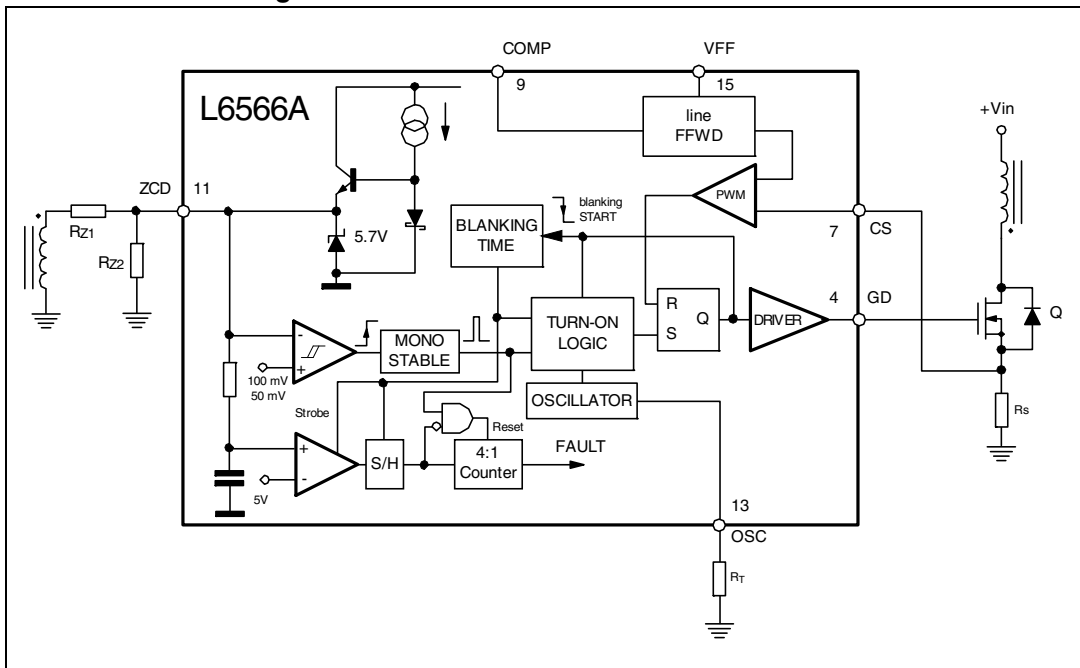 COMP
VFF
9
15
L6566A
line
FFWD
+Vin
ZCD
11
PWM
blanking
START
RZ1
5.7V
BLANKING
TIME
7
CS
RZ2
R
S
Q
4
GD
DRIVER
TURN-ON
LOGIC
Q
MONO
STABLE
-
+
100 mV
50 mV
OSCILLATOR
Strobe
Reset
Rs
+
-
S/H
4:1
Counter
FAULT
5V
13
OSC
RT